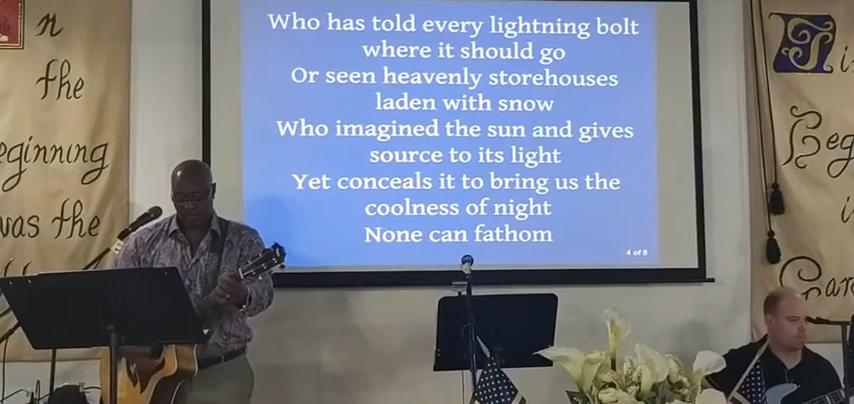 n
the
eginning
was the
Who has told every lightning bolt
where it should go
Or seen heavenly storehouses
laden with snow
Who imagined the sun and gives
source to its light
Yet conceals it to bring us the
coolness of night
None can fathom
4 of 8